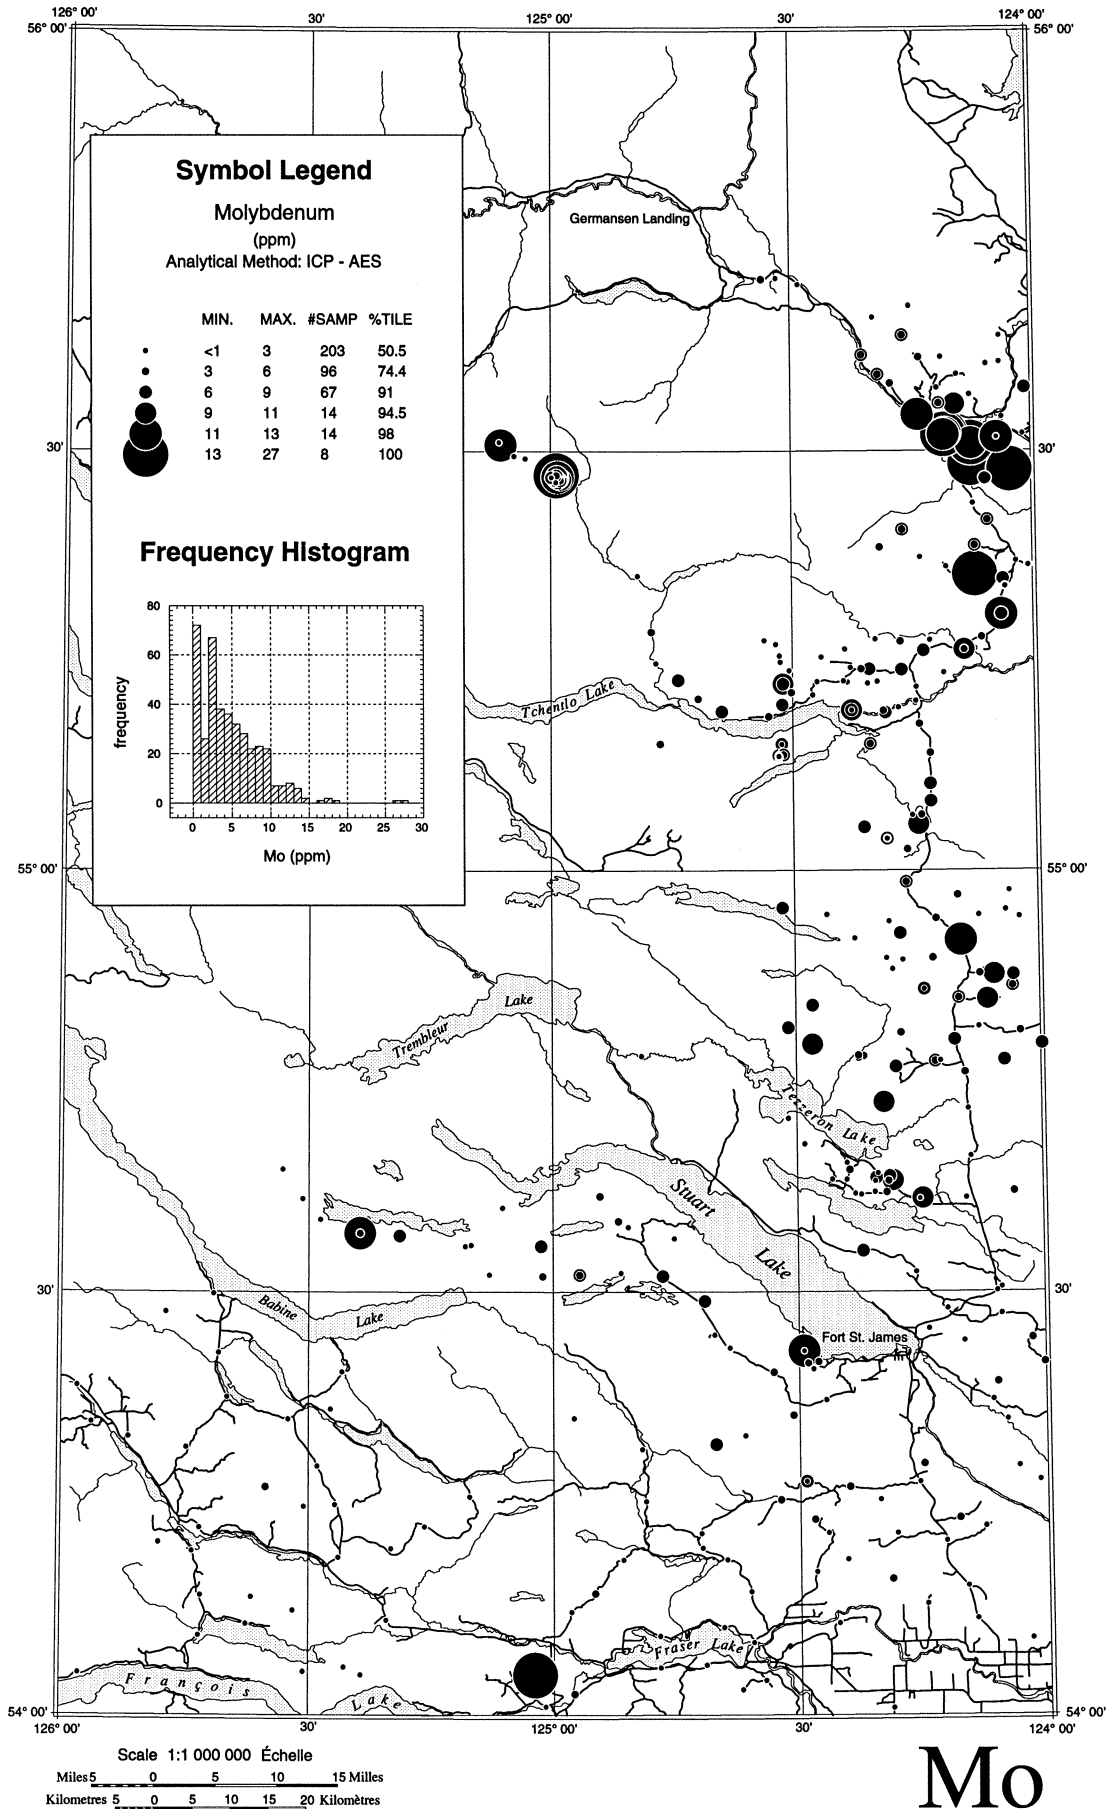 126° 00' 30' 125° 00' 30' 124° 00'
56° 00' 56° 00'
Symbol Legend
Molybdenum
(ppm)
Analytical Method: ICP - AES
MIN. MAX. #SAMP %TILE
<1 3 203 50.5
3 6 96 74.4
6 9 67 91
9 11 14 94.5
11 13 14 98
13 27 8 100
Germansen Landing
30' 30'
Frequency Histogram
80
60
40
20
0
frequency
0 5 10 15 20 25 30
Mo (ppm)
Tchentlo Lake
55° 00' 55° 00'
Trembleur Lake
Tezzeron Lake
Stuart Lake
30' 30'
Babine Lake
Fort St. James
Fraser Lake
François Lake
54° 00' 54° 00'
126° 00' 30' 125° 00' 30' 124° 00'
Scale 1:1 000 000 Échelle
Miles 5 0 5 10 15 Milles
Kilometres 5 0 5 10 15 20 Kilomètres
Mo